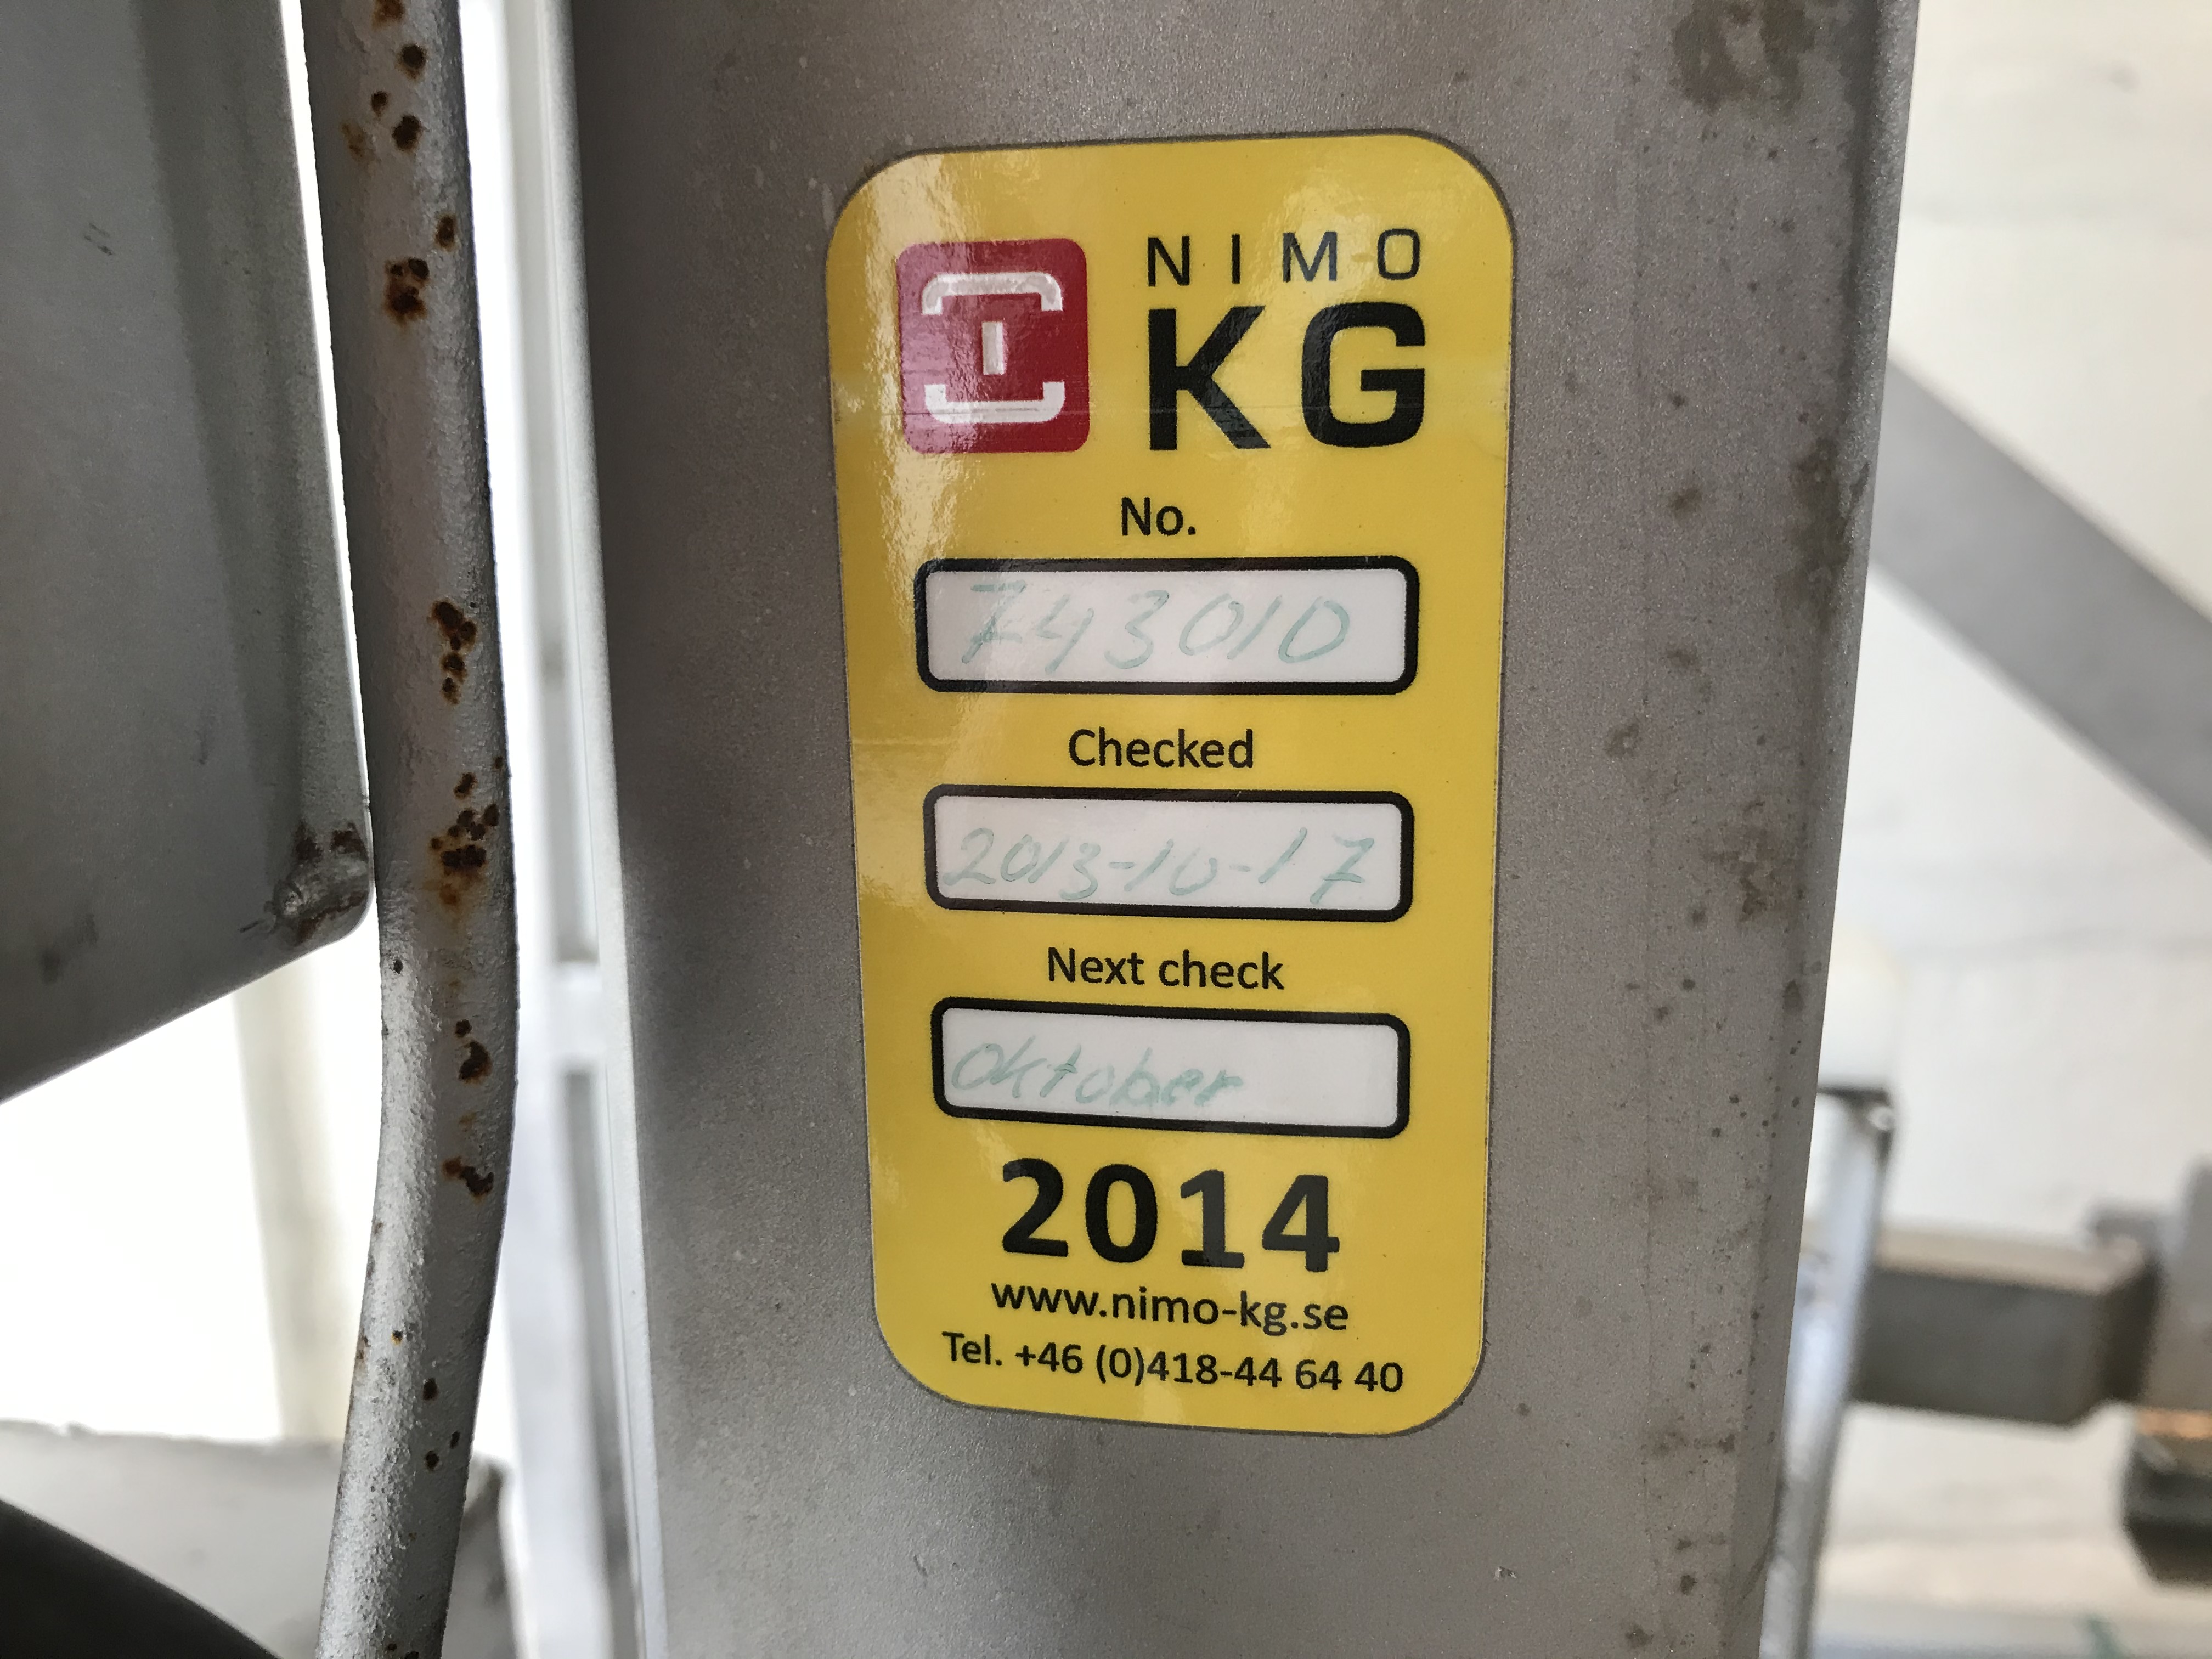 NIMO
KG
No.
743010
Checked
2013-10-17
Next check
Oktober
2014
www.nimo-kg.se
Tel. +46 (0)418-44 64 40